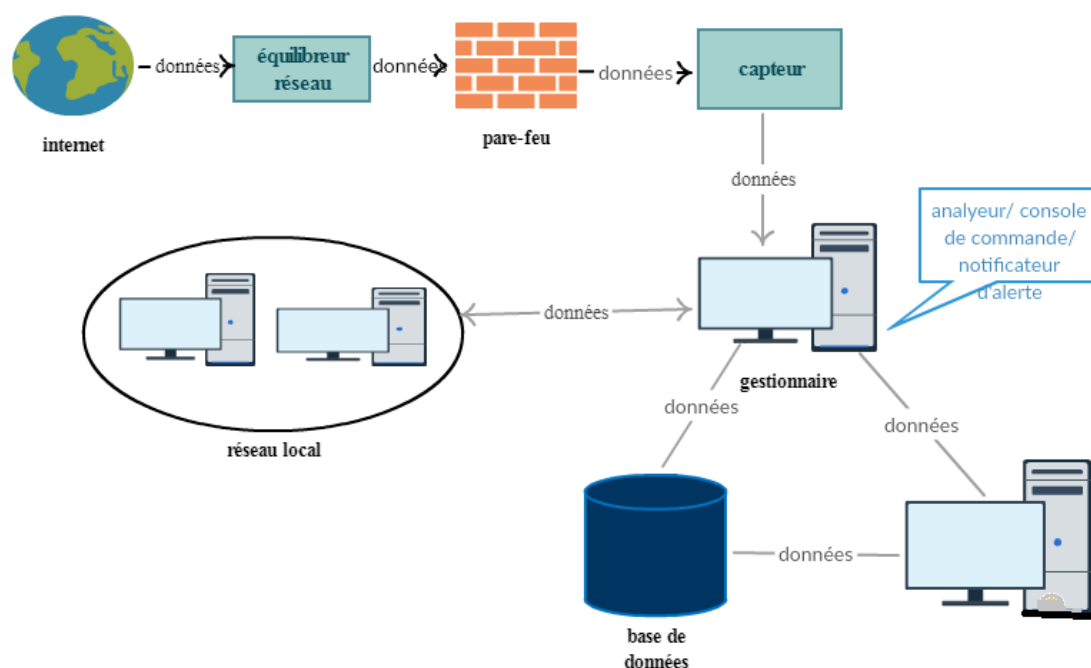 données
équilibreur
réseau
données
données
capteur
internet
pare-feu
données
analyeur/ console
de commande/
notificateur
d'alerte
données
gestionnaire
données
données
réseau local
données
base de
données